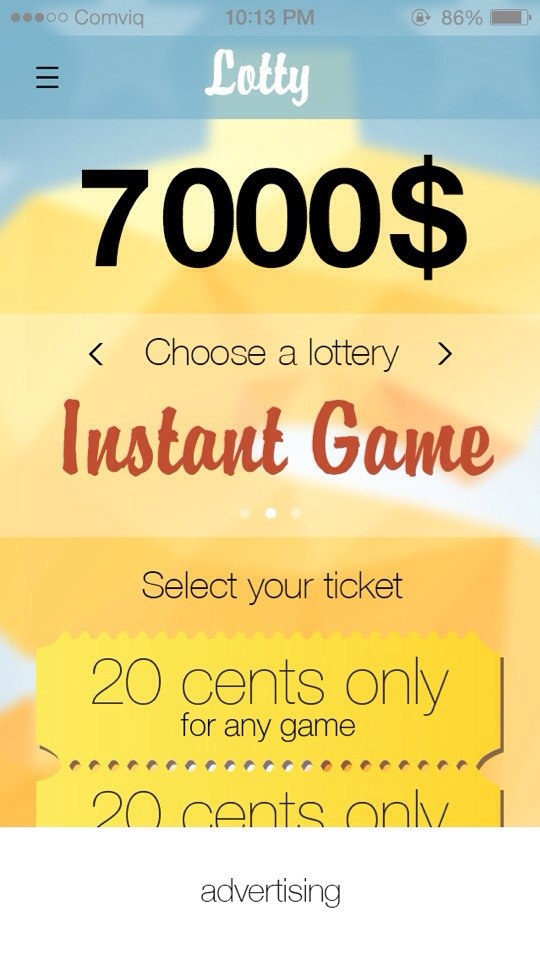 Comviq 10:13 PM 86%
Lotty
7000$
< Choose a lottery >
Instant Game
Select your ticket
20 cents only
for any game
20 cents only
advertising